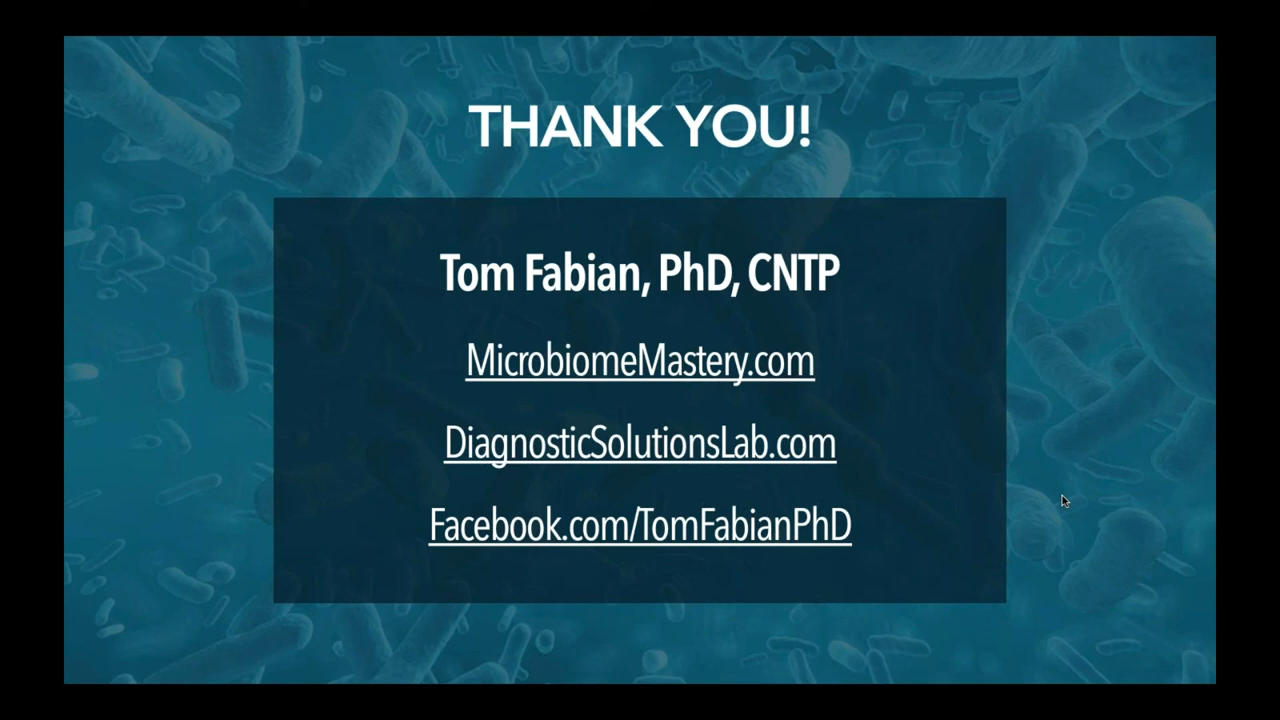 THANK YOU!
Tom Fabian, PhD, CNTP
MicrobiomeMastery.com
DiagnosticSolutionsLab.com
Facebook.com/TomFabianPhD